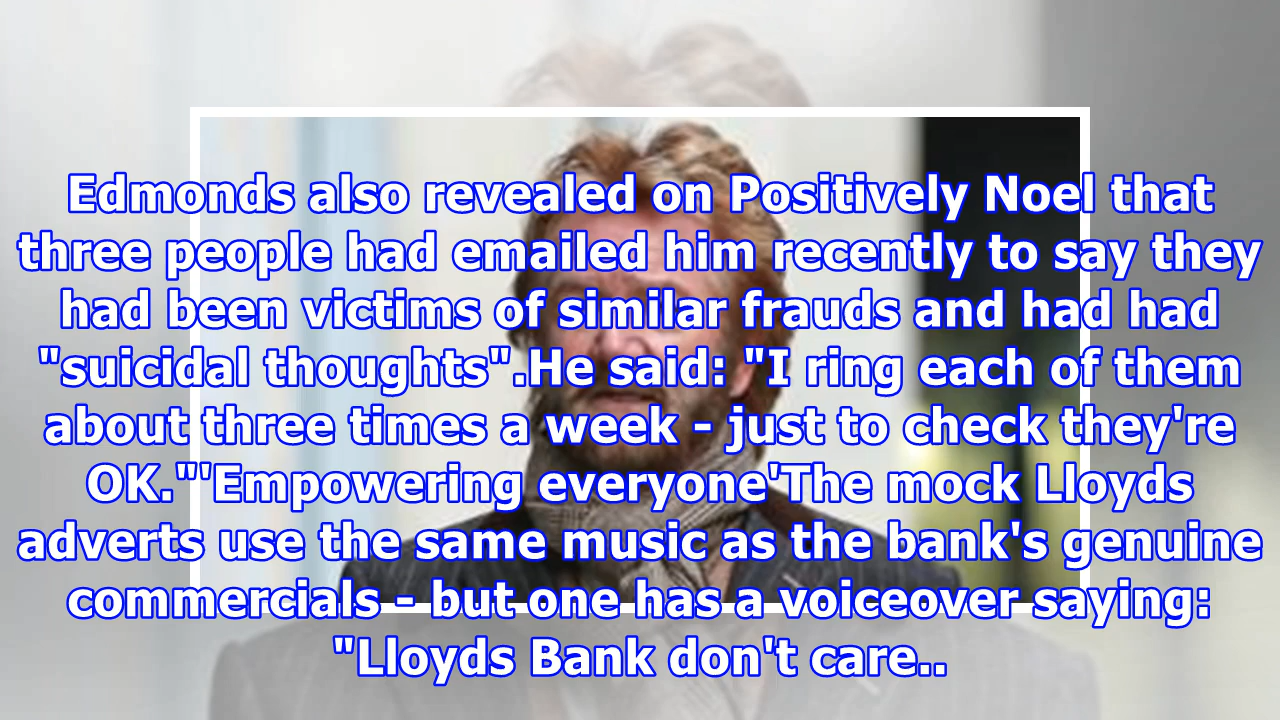 Edmonds also revealed on Positively Noel that
three people had emailed him recently to say they
had been victims of similar frauds and had had
"suicidal thoughts".He said: "I ring each of them
about three times a week - just to check they're
OK."'Empowering everyone'The mock Lloyds
adverts use the same music as the bank's genuine
commercials - but one has a voiceover saying:
"Lloyds Bank don't care..